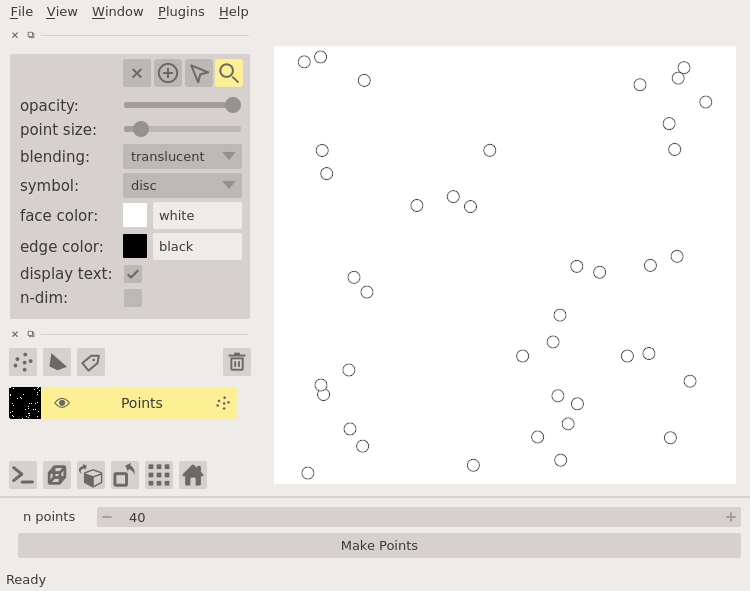 File View Window Plugins Help
opacity:
point size:
blending: translucent
symbol: disc
face color: white
edge color: black
display text:
n-dim:
Points
n points 40
Make Points
Ready